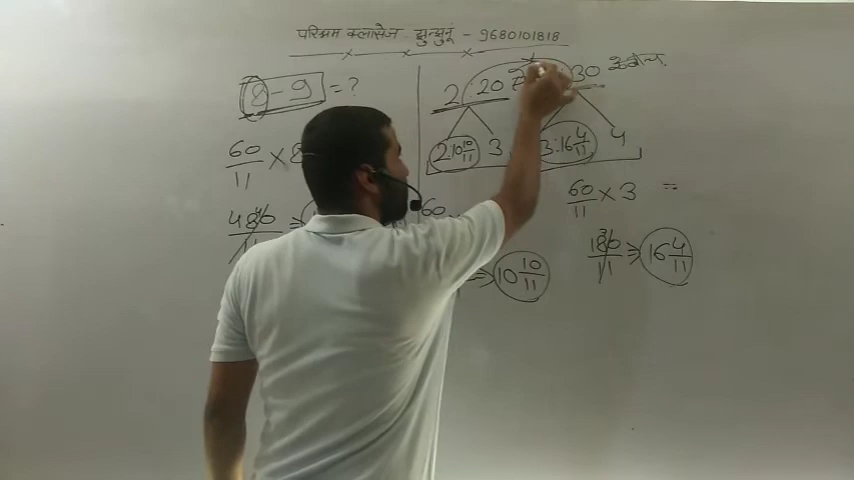 परिश्रम क्लासेज झुन्झुनूं - 9680101818
8 - 9 = ?
60/11 × 8
480/11 ⇒
2 : 20 से : 30 के बीच
2:10 10/11 3 3:16 4/11 4
60
⇒ 10 10/11
60/11 × 3 =
180/11 ⇒ 16 4/11